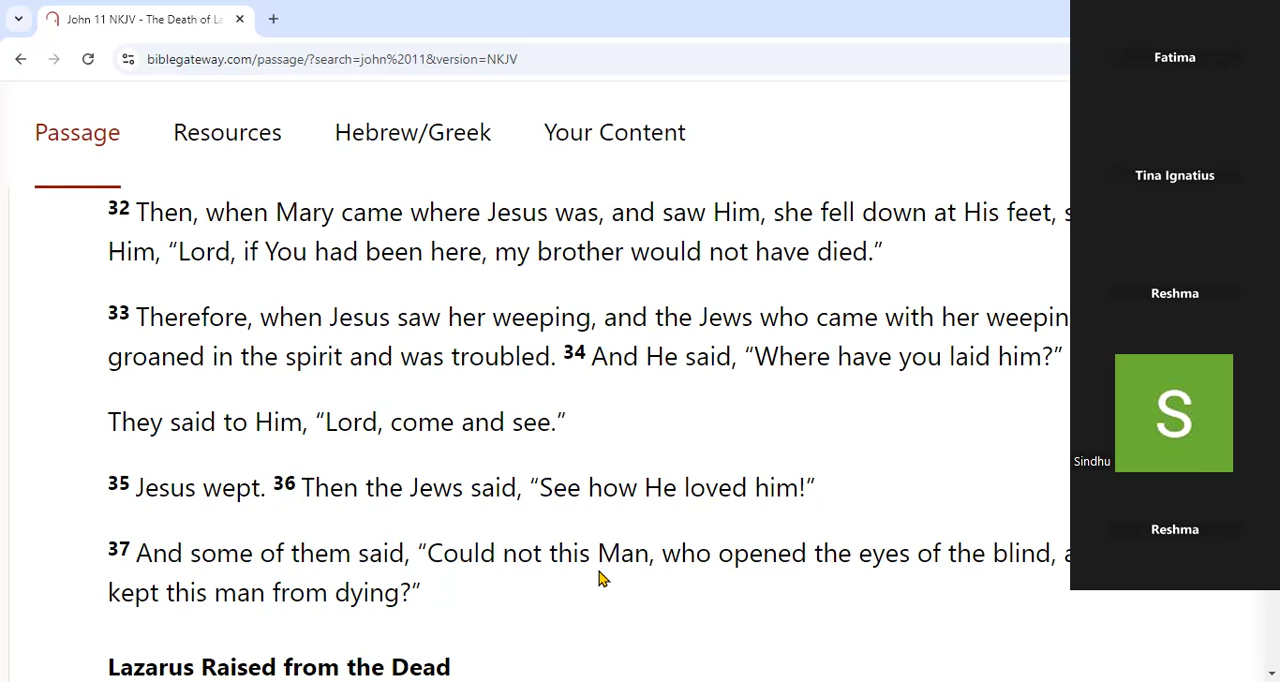 John 11 NKJV - The Death of La
biblegateway.com/passage/?search=john%2011&version=NKJV
Passage Resources Hebrew/Greek Your Content
32 Then, when Mary came where Jesus was, and saw Him, she fell down at His feet, s
Him, “Lord, if You had been here, my brother would not have died.”
33 Therefore, when Jesus saw her weeping, and the Jews who came with her weepin
groaned in the spirit and was troubled. 34 And He said, “Where have you laid him?”
They said to Him, “Lord, come and see.”
35 Jesus wept. 36 Then the Jews said, “See how He loved him!”
37 And some of them said, “Could not this Man, who opened the eyes of the blind, a
kept this man from dying?”
Lazarus Raised from the Dead
Fatima
Tina Ignatius
Reshma
S
Sindhu
Reshma